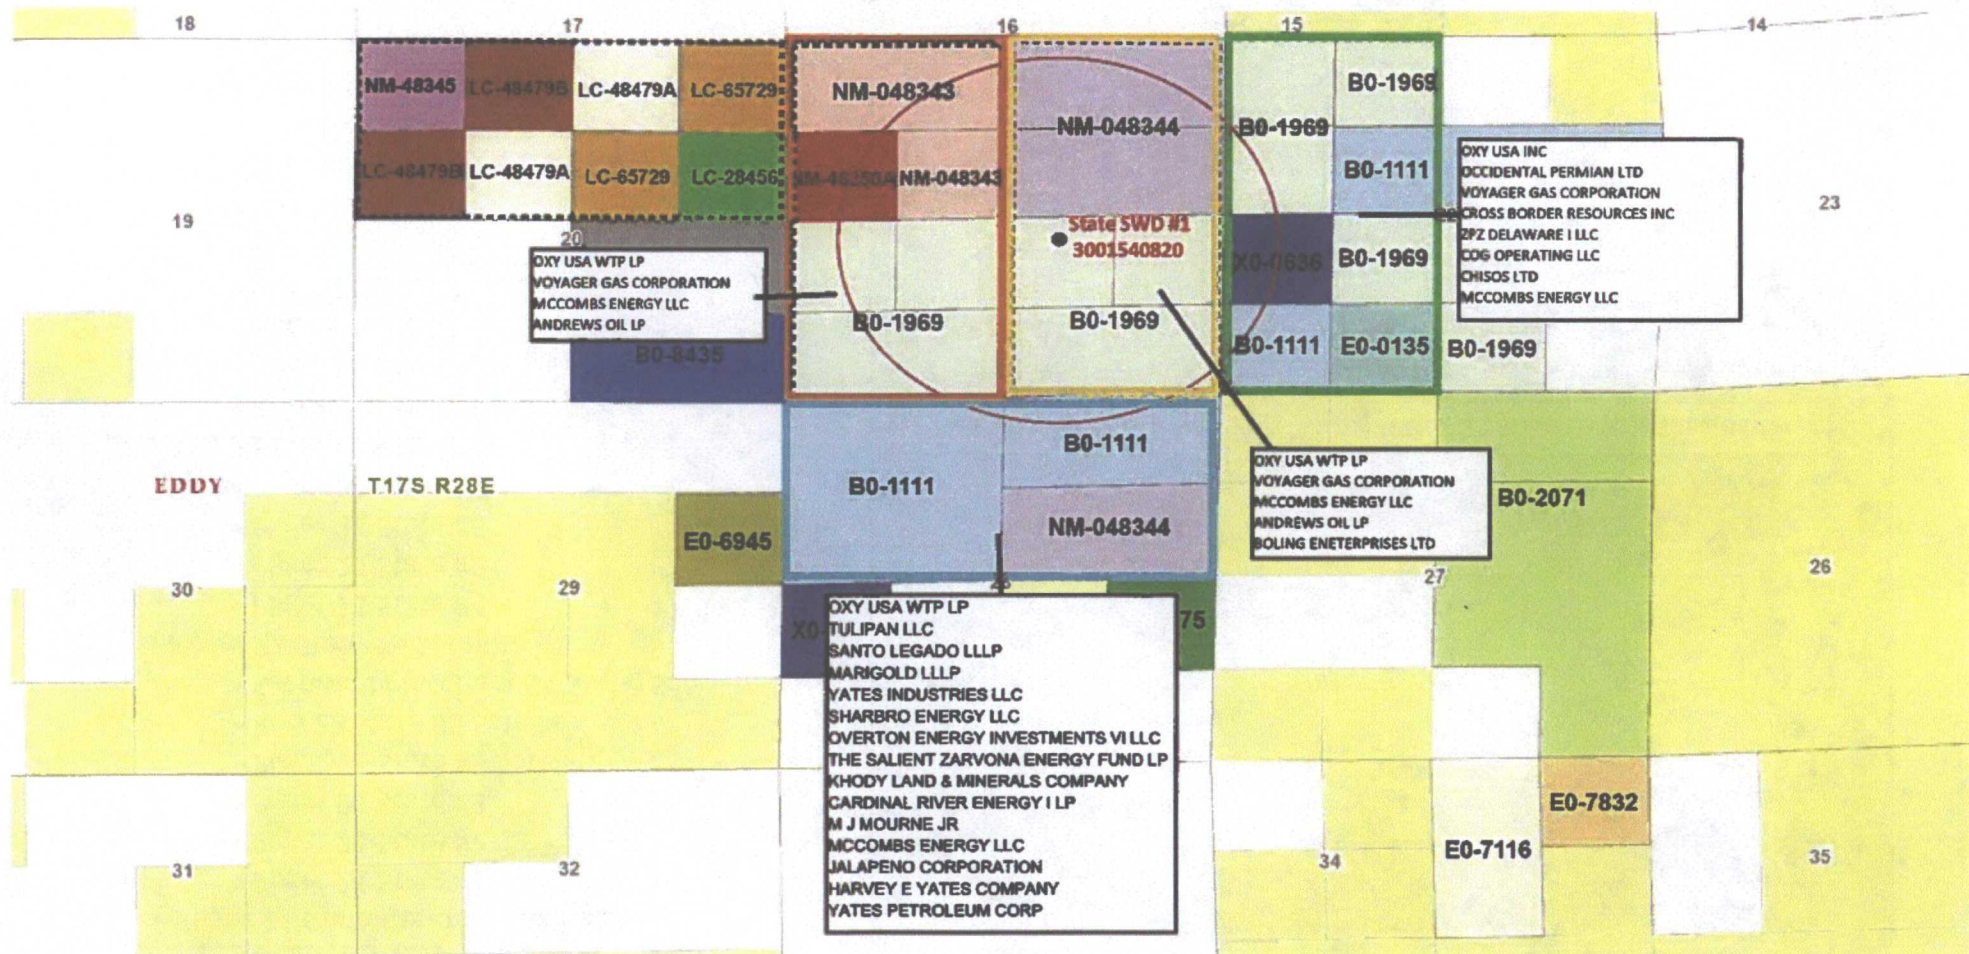 18
17
16
15
14
NM-48345
LC-48479B
LC-48479A
LC-65729
NM-048343
NM-048344
B0-1969
B0-1969
LC-48479B
LC-48479A
LC-65729
LC-28456
NM-048343
B0-1111
OXY USA INC
OCCIDENTAL PERMIAN LTD
VOYAGER GAS CORPORATION
CROSS BORDER RESOURCES INC
ZPZ DELAWARE I LLC
COG OPERATING LLC
CHISOS LTD
MCCOMBS ENERGY LLC
23
19
20
State SWD #1
3001540820
B0-1969
OXY USA WTP LP
VOYAGER GAS CORPORATION
MCCOMBS ENERGY LLC
ANDREWS OIL LP
B0-8435
B0-1969
B0-1969
B0-1111
E0-0135
B0-1969
EDDY
T17S R28E
B0-1111
B0-1111
NM-048344
E0-6945
OXY USA WTP LP
VOYAGER GAS CORPORATION
MCCOMBS ENERGY LLC
ANDREWS OIL LP
BOLING ENETERPRISES LTD
B0-2071
30
29
27
26
X0-
75
OXY USA WTP LP
TULIPAN LLC
SANTO LEGADO LLLP
MARIGOLD LLLP
YATES INDUSTRIES LLC
SHARBRO ENERGY LLC
OVERTON ENERGY INVESTMENTS VI LLC
THE SALIENT ZARVONA ENERGY FUND LP
KHODY LAND & MINERALS COMPANY
CARDINAL RIVER ENERGY I LP
M J MOURNE JR
MCCOMBS ENERGY LLC
JALAPENO CORPORATION
HARVEY E YATES COMPANY
YATES PETROLEUM CORP
E0-7832
E0-7116
31
32
34
35